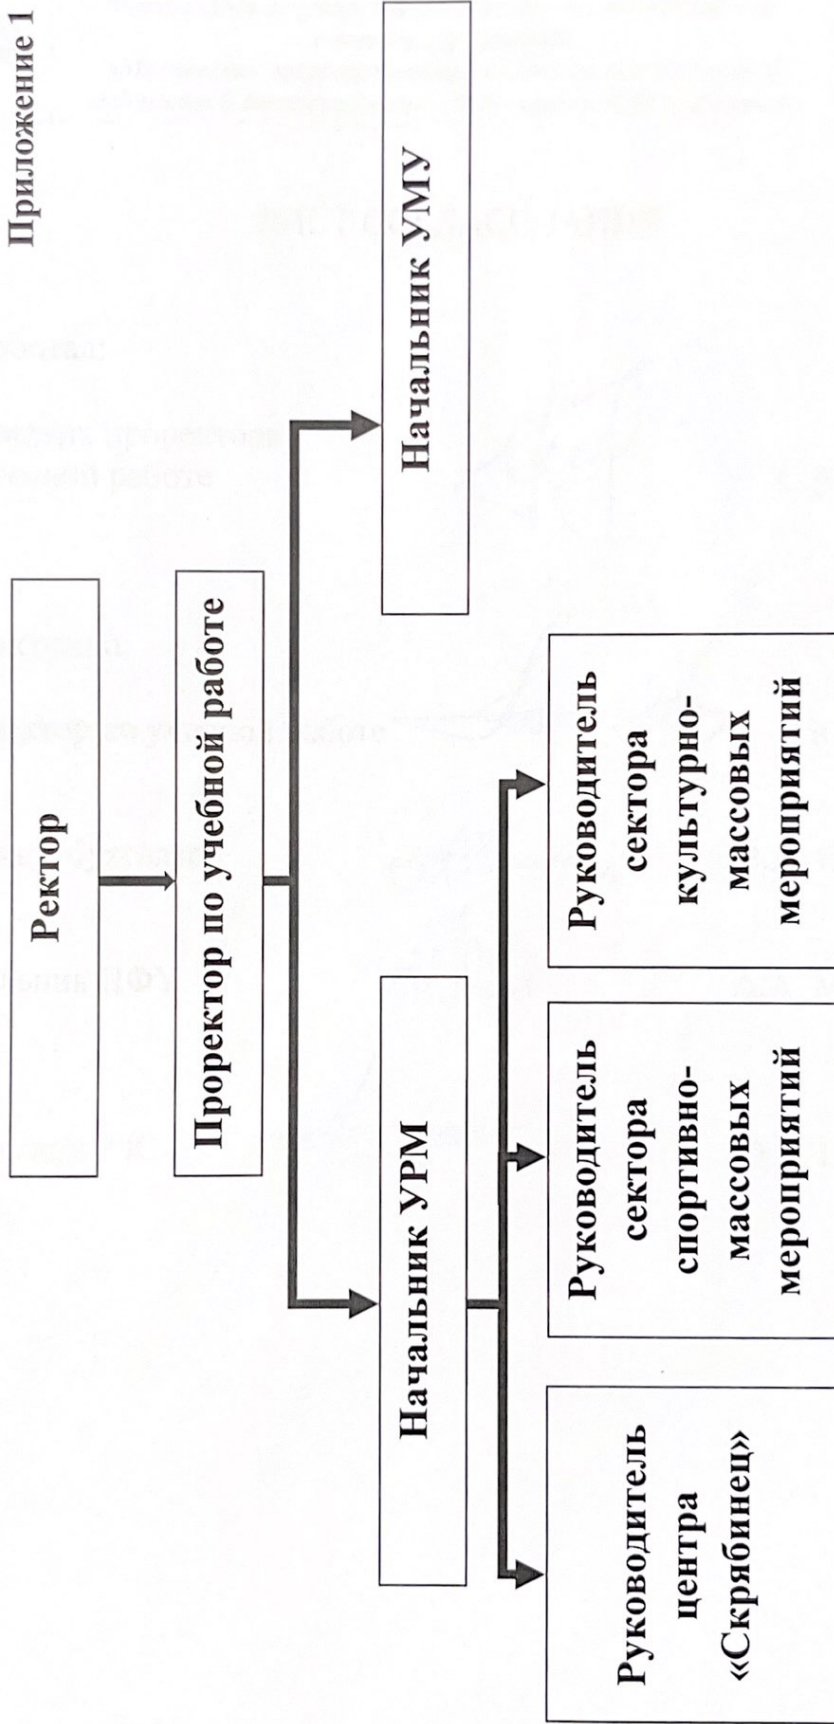 Приложение 1
Ректор
Проректор по учебной работе
Начальник УРМ
Начальник УМУ
Руководитель
центра
«Скрябинец»
Руководитель
сектора
спортивно-
массовых
мероприятий
Руководитель
сектора
культурно-
массовых
мероприятий